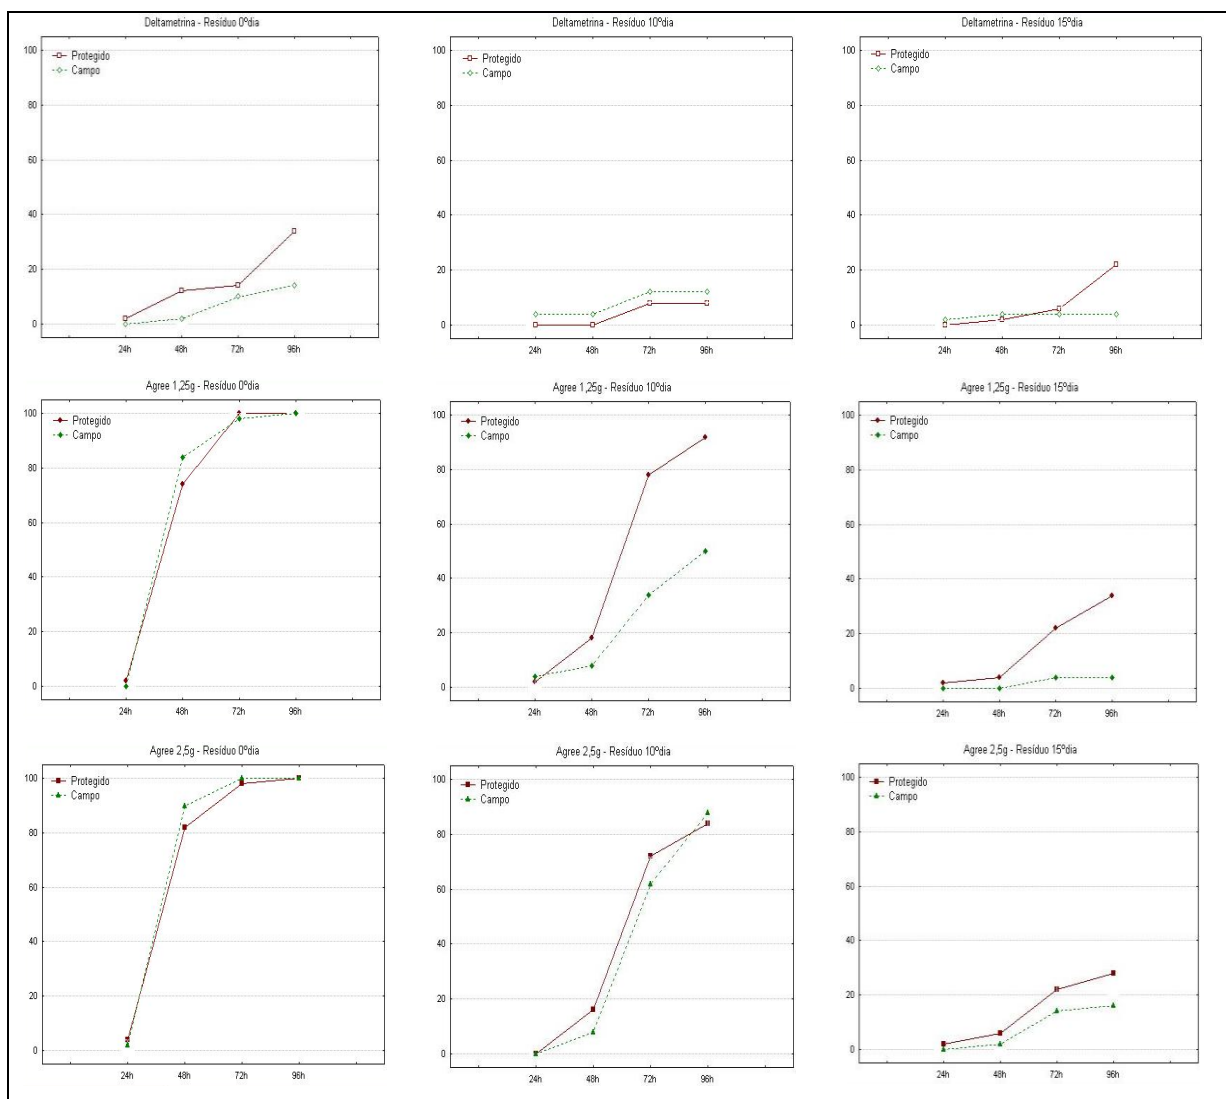 Deltametrina - Resíduo 0ºdia
100
80
60
40
20
0
Protegido
Campo
24h 48h 72h 96h
Deltametrina - Resíduo 10ºdia
100
80
60
40
20
0
Protegido
Campo
24h 48h 72h 96h
Deltametrina - Resíduo 15ºdia
100
80
60
40
20
0
Protegido
Campo
24h 48h 72h 96h
Agree 1,25g - Resíduo 0ºdia
100
80
60
40
20
0
Protegido
Campo
24h 48h 72h 96h
Agree 1,25g - Resíduo 10ºdia
100
80
60
40
20
0
Protegido
Campo
24h 48h 72h 96h
Agree 1,25g - Resíduo 15ºdia
100
80
60
40
20
0
Protegido
Campo
24h 48h 72h 96h
Agree 2,5g - Resíduo 0ºdia
100
80
60
40
20
0
Protegido
Campo
24h 48h 72h 96h
Agree 2,5g - Resíduo 10ºdia
100
80
60
40
20
0
Protegido
Campo
24h 48h 72h 96h
Agree 2,5g - Resíduo 15ºdia
100
80
60
40
20
0
Protegido
Campo
24h 48h 72h 96h